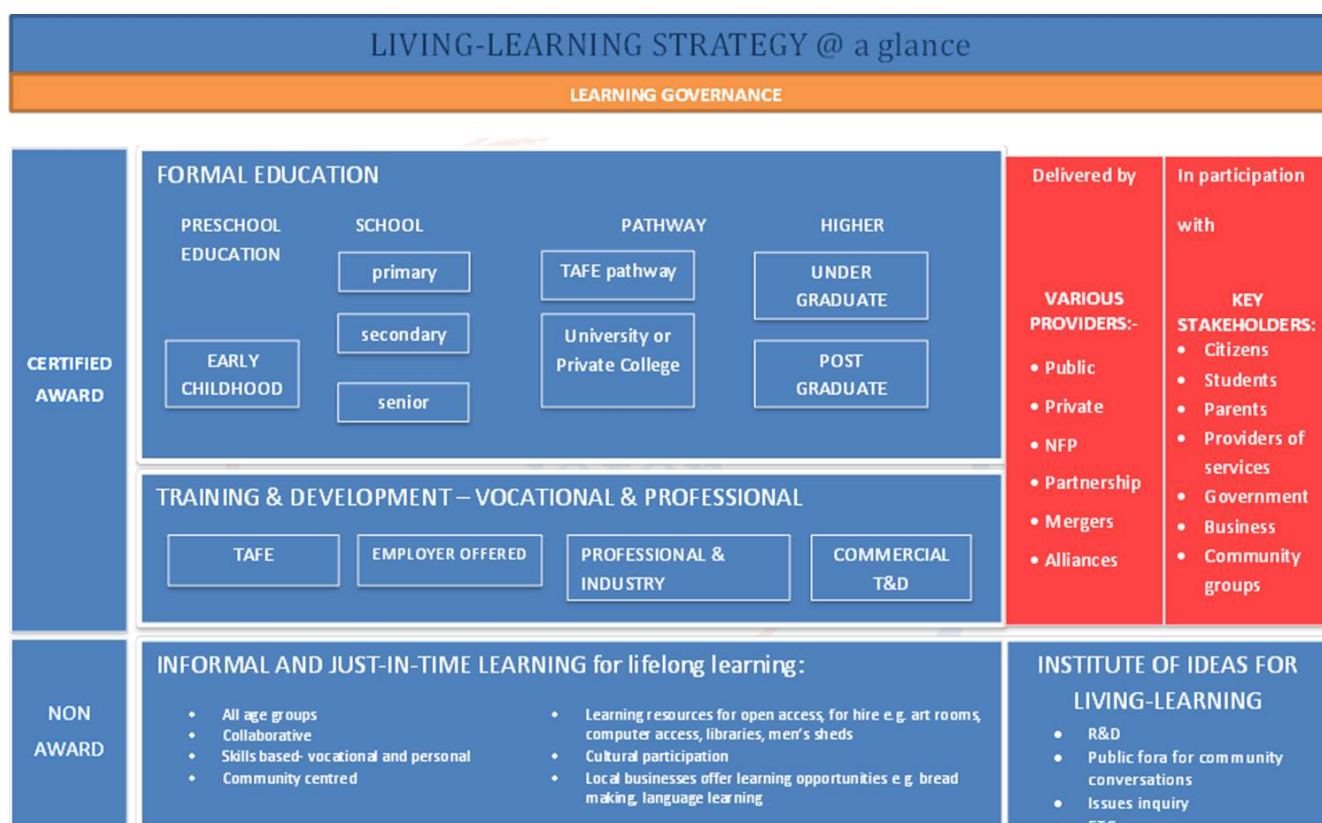 LIVING-LEARNING STRATEGY @ a glance
LEARNING GOVERNANCE
CERTIFIED
AWARD
FORMAL EDUCATION
PRESCHOOL
EDUCATION
EARLY
CHILDHOOD
SCHOOL
primary
secondary
senior
PATHWAY
TAFE pathway
University or
Private College
HIGHER
UNDER
GRADUATE
POST
GRADUATE
TRAINING & DEVELOPMENT – VOCATIONAL & PROFESSIONAL
TAFE
EMPLOYER OFFERED
PROFESSIONAL &
INDUSTRY
COMMERCIAL
T&D
Delivered by
VARIOUS
PROVIDERS:-
• Public
• Private
• NFP
• Partnership
• Mergers
• Alliances
In participation
with
KEY
STAKEHOLDERS:
• Citizens
• Students
• Parents
• Providers of
services
• Government
• Business
• Community
groups
NON
AWARD
INFORMAL AND JUST-IN-TIME LEARNING for lifelong learning:
• All age groups
• Collaborative
• Skills based- vocational and personal
• Community centred
• Learning resources for open access, for hire e.g. art rooms,
computer access, libraries, men's sheds
• Cultural participation
• Local businesses offer learning opportunities e g. bread
making, language learning
INSTITUTE OF IDEAS FOR
LIVING-LEARNING
• R&D
• Public fora for community
conversations
• Issues inquiry